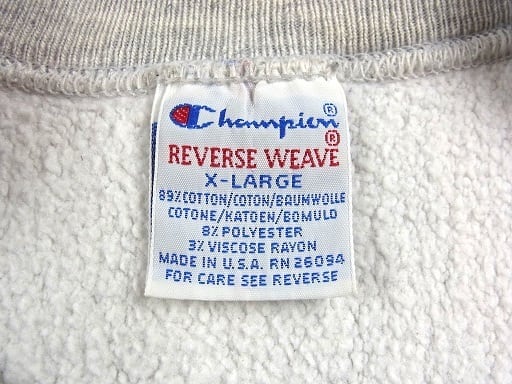 Champion®
REVERSE WEAVE®
X-LARGE
89% COTTON/COTON/BAUMWOLLE
COTONE/KATOEN/BOMULD
8% POLYESTER
3% VISCOSE RAYON
MADE IN U.S.A. RN 26094
FOR CARE SEE REVERSE